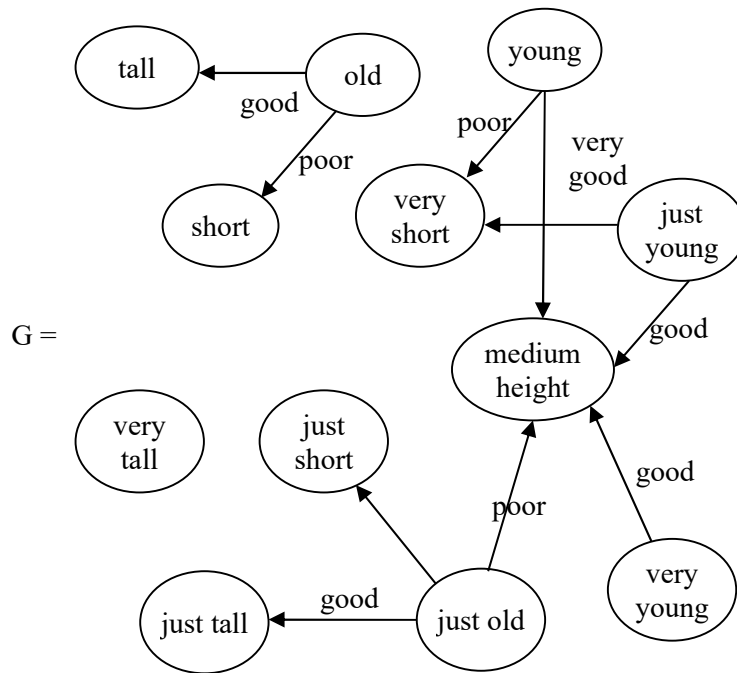 tall
old
good
poor
short
young
poor
very
good
very
short
just
young
good
G =
medium
height
very
tall
just
short
good
poor
very
young
good
just tall
just old